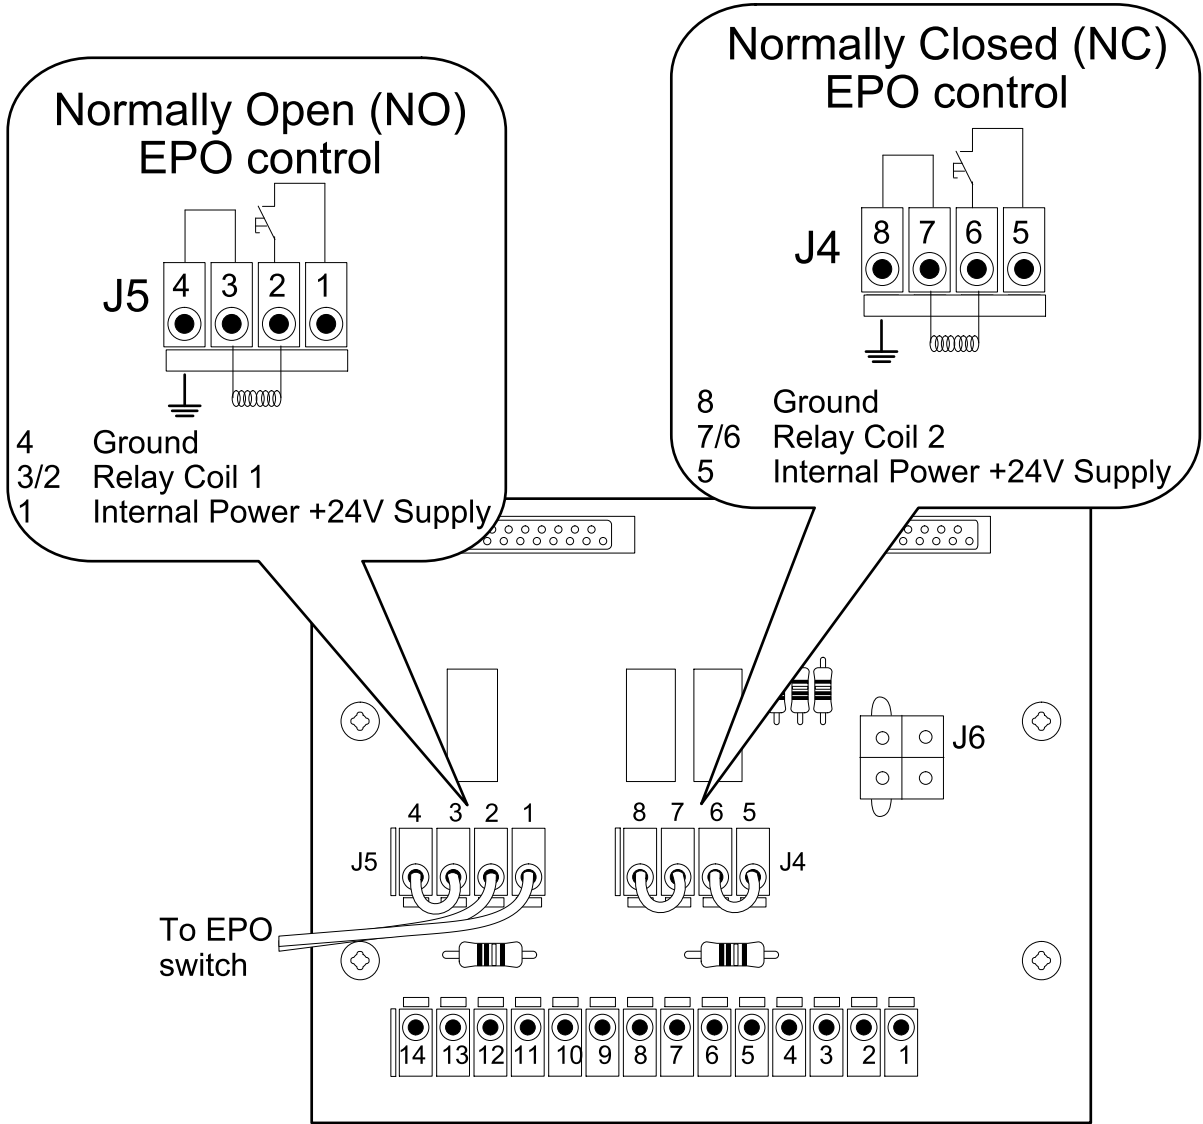 Normally Open (NO)
EPO control
J5
4 3 2 1
4 Ground
3/2 Relay Coil 1
1 Internal Power +24V Supply
Normally Closed (NC)
EPO control
J4
8 7 6 5
8 Ground
7/6 Relay Coil 2
5 Internal Power +24V Supply
J6
4 3 2 1
J5
8 7 6 5
J4
To EPO
switch
14 13 12 11 10 9 8 7 6 5 4 3 2 1